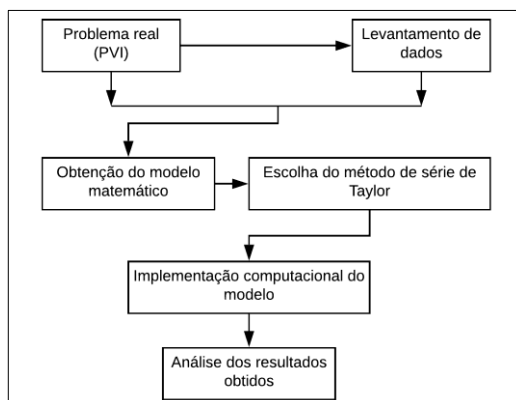 Problema real
(PVI)
Levantamento de
dados
Obtenção do modelo
matemático
Escolha do método de série de
Taylor
Implementação computacional do
modelo
Análise dos resultados
obtidos